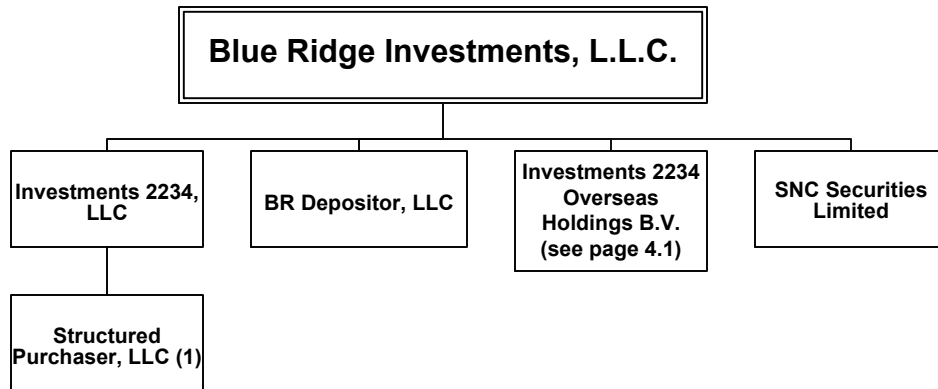 Blue Ridge Investments, L.L.C.
Investments 2234,
LLC
BR Depositor, LLC
Investments 2234
Overseas
Holdings B.V.
(see page 4.1)
SNC Securities
Limited
Structured
Purchaser, LLC (1)